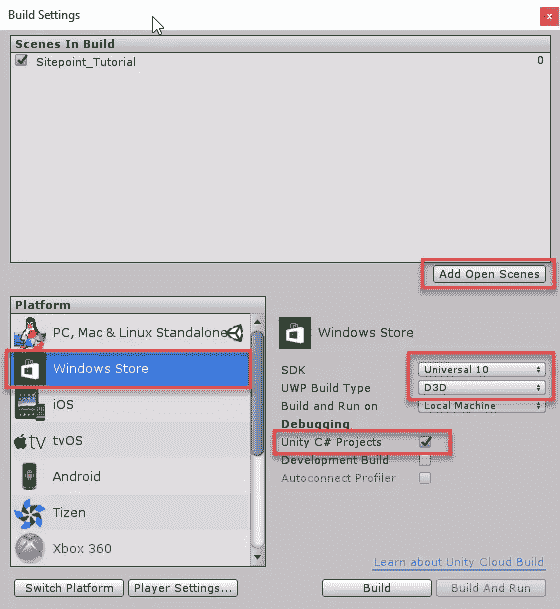 Build Settings
x
Scenes In Build
Sitepoint_Tutorial 0
Add Open Scenes
Platform
PC, Mac & Linux Standalone
Windows Store
iOS
tv tvOS
Android
Tizen
Xbox 360
Windows Store
SDK Universal 10
UWP Build Type D3D
Build and Run on Local Machine
Debugging
Unity C# Projects
Development Build
Autoconnect Profiler
Learn about Unity Cloud Build
Switch Platform Player Settings... Build Build And Run